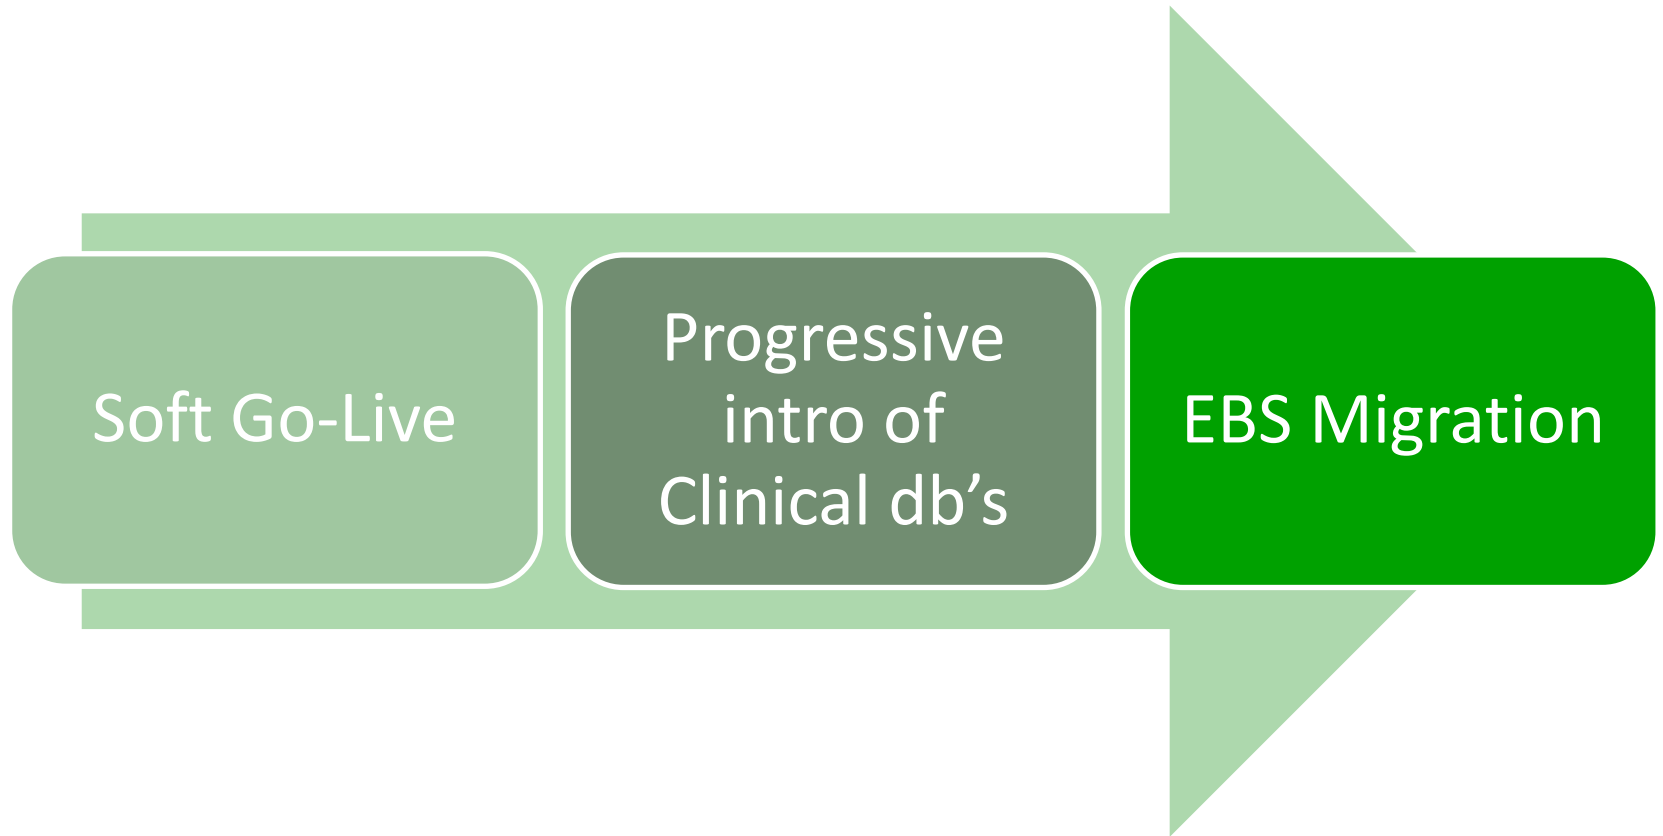 Soft Go-Live
Progressive
intro of
Clinical db’s
EBS Migration